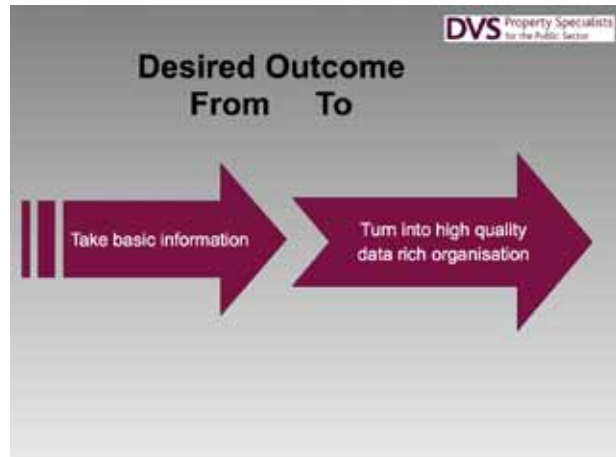 DVS Property Specialists
for the Public Sector
Desired Outcome
From To
Take basic information
Turn into high quality
data rich organisation